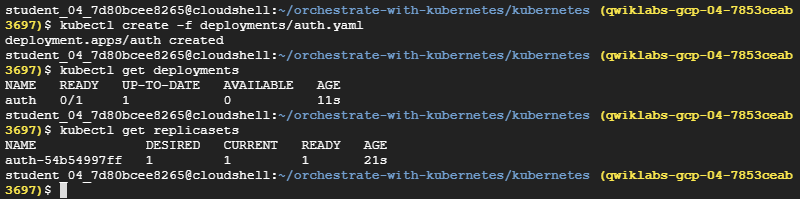 student_04_7d80bcee8265@cloudshell:~/orchestrate-with-kubernetes/kubernetes (qwiklabs-gcp-04-7853ceab
3697)$ kubectl create -f deployments/auth.yaml
deployment.apps/auth created
student_04_7d80bcee8265@cloudshell:~/orchestrate-with-kubernetes/kubernetes (qwiklabs-gcp-04-7853ceab
3697)$ kubectl get deployments
NAME   READY   UP-TO-DATE   AVAILABLE   AGE
auth   0/1     1            0           11s
student_04_7d80bcee8265@cloudshell:~/orchestrate-with-kubernetes/kubernetes (qwiklabs-gcp-04-7853ceab
3697)$ kubectl get replicasets
NAME              DESIRED   CURRENT   READY   AGE
auth-54b54997ff   1         1         1       21s
student_04_7d80bcee8265@cloudshell:~/orchestrate-with-kubernetes/kubernetes (qwiklabs-gcp-04-7853ceab
3697)$